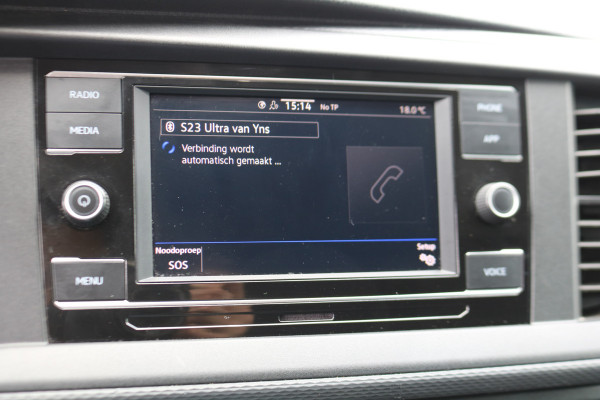 RADIO
MEDIA
MENU
15:14 No TP 18.0°C
S23 Ultra van Yns
Verbinding wordt
automatisch gemaakt ...
Noodoproep
SOS
Setup
PHONE
APP
VOICE